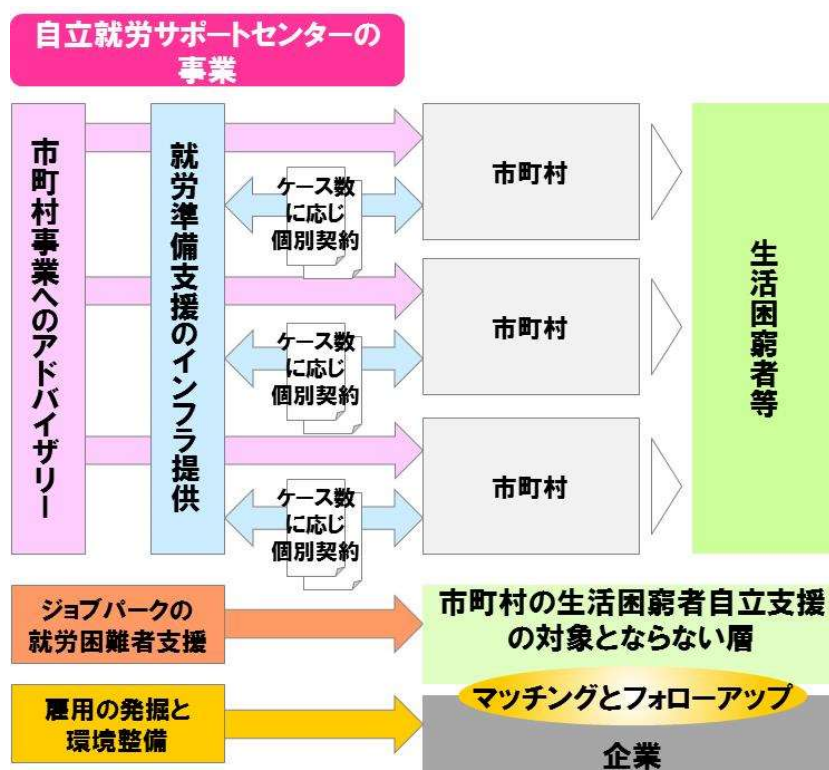 自立就労サポートセンターの
事業
市町村事業へのアドバイザリー
就労準備支援のインフラ提供
ケース数
に応じ
個別契約
市町村
ケース数
に応じ
個別契約
市町村
ケース数
に応じ
個別契約
市町村
生活困窮者等
ジョブパークの
就労困難者支援
市町村の生活困窮者自立支援
の対象とならない層
雇用の発掘と
環境整備
マッチングとフォローアップ
企業